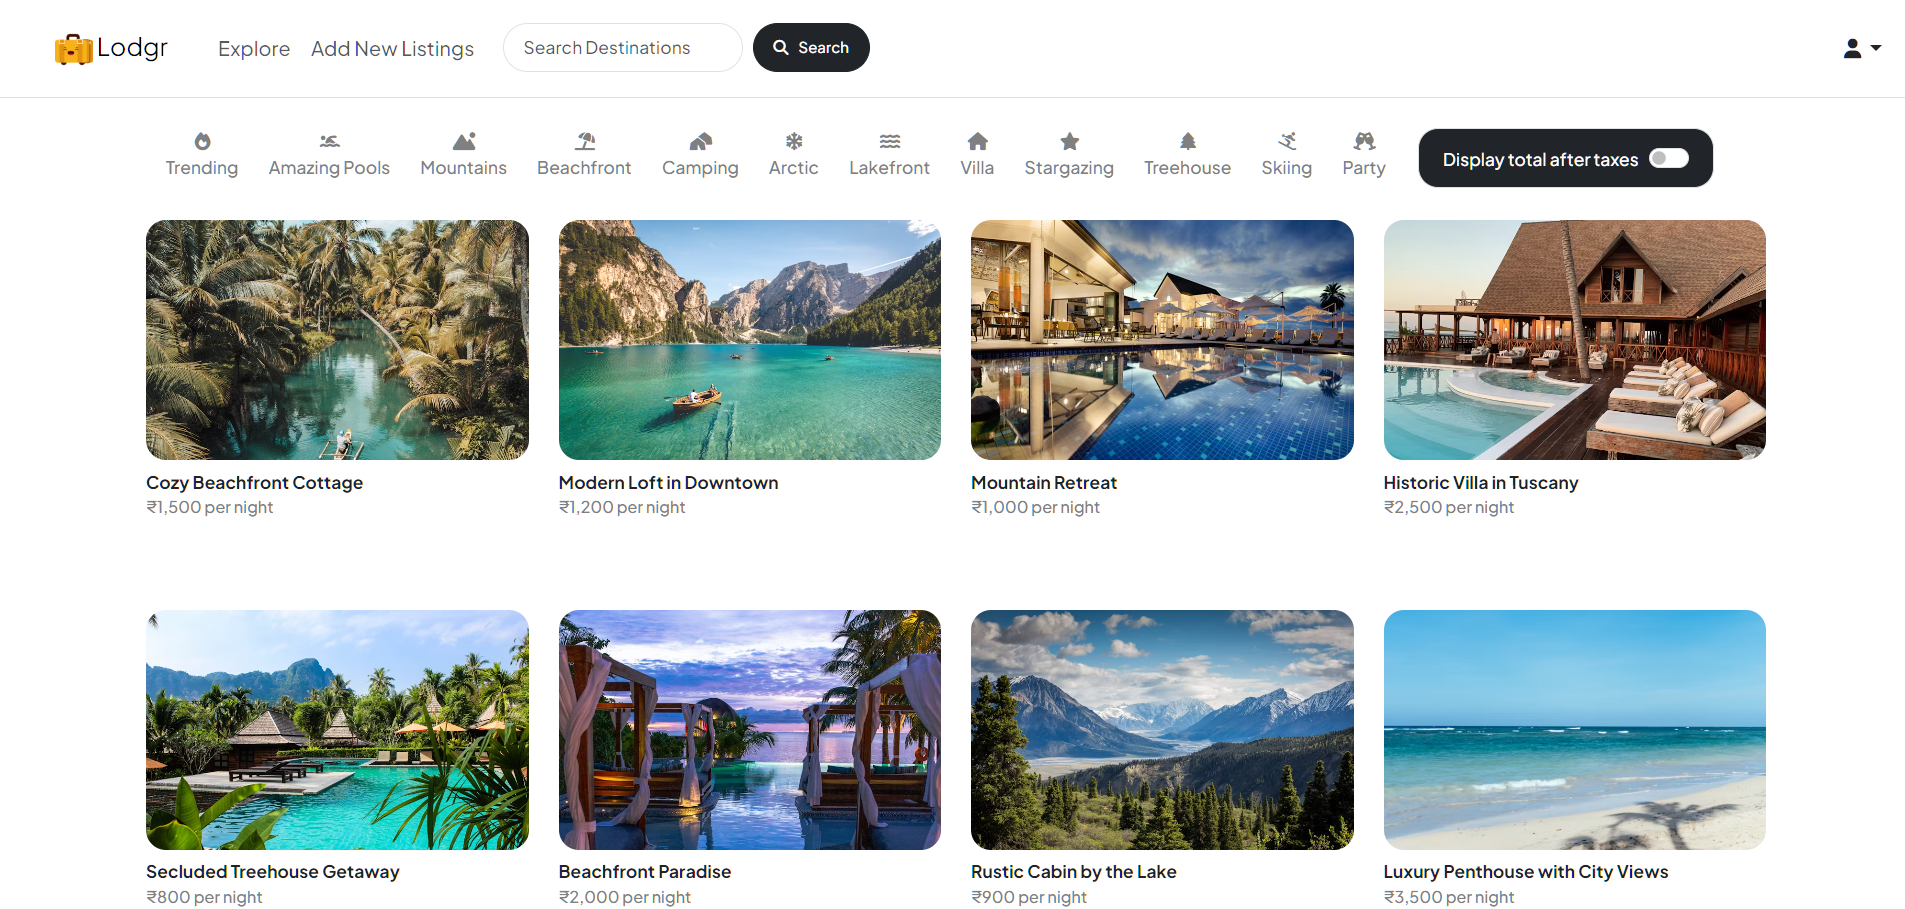 Lodgr
Explore
Add New Listings
Search Destinations
Search
Trending
Amazing Pools
Mountains
Beachfront
Camping
Arctic
Lakefront
Villa
Stargazing
Treehouse
Skiing
Party
Display total after taxes
Cozy Beachfront Cottage
₹1,500 per night
Modern Loft in Downtown
₹1,200 per night
Mountain Retreat
₹1,000 per night
Historic Villa in Tuscany
₹2,500 per night
Secluded Treehouse Getaway
₹800 per night
Beachfront Paradise
₹2,000 per night
Rustic Cabin by the Lake
₹900 per night
Luxury Penthouse with City Views
₹3,500 per night